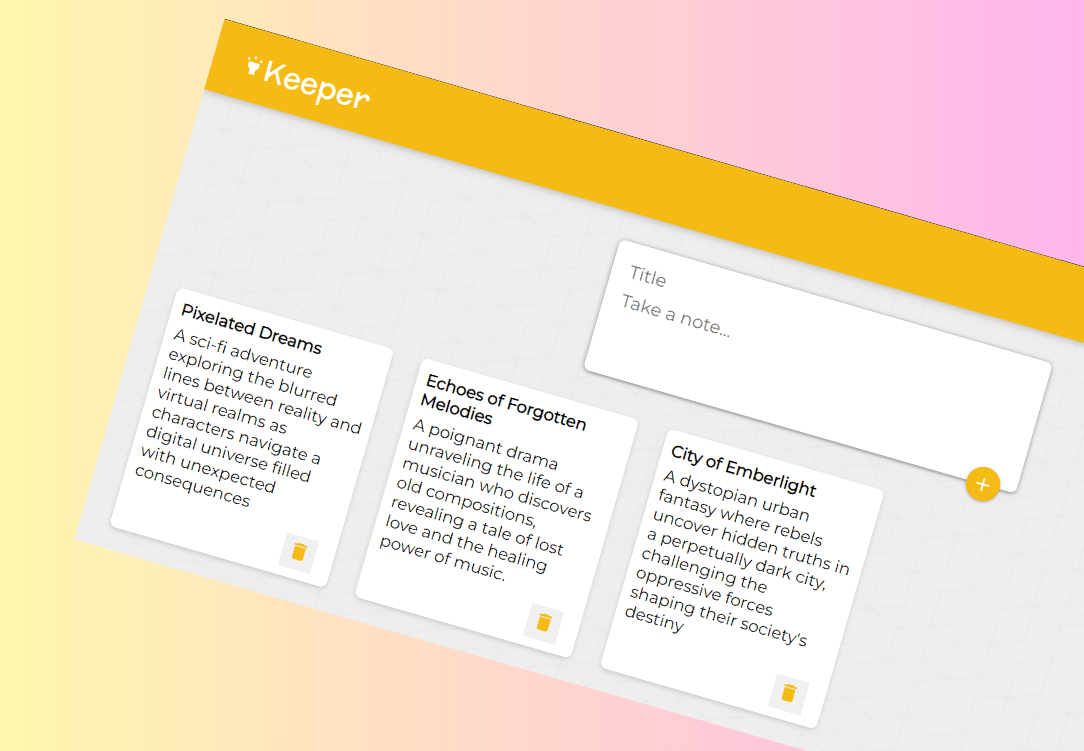 Keeper
Title
Take a note...
Pixelated Dreams
A sci-fi adventure
exploring the blurred
lines between reality and
virtual realms as
characters navigate a
digital universe filled
with unexpected
consequences
Echoes of Forgotten
Melodies
A poignant drama
unraveling the life of a
musician who discovers
old compositions,
revealing a tale of lost
love and the healing
power of music.
City of Emberlight
A dystopian urban
fantasy where rebels
uncover hidden truths in
a perpetually dark city,
challenging the
oppressive forces
shaping their society's
destiny